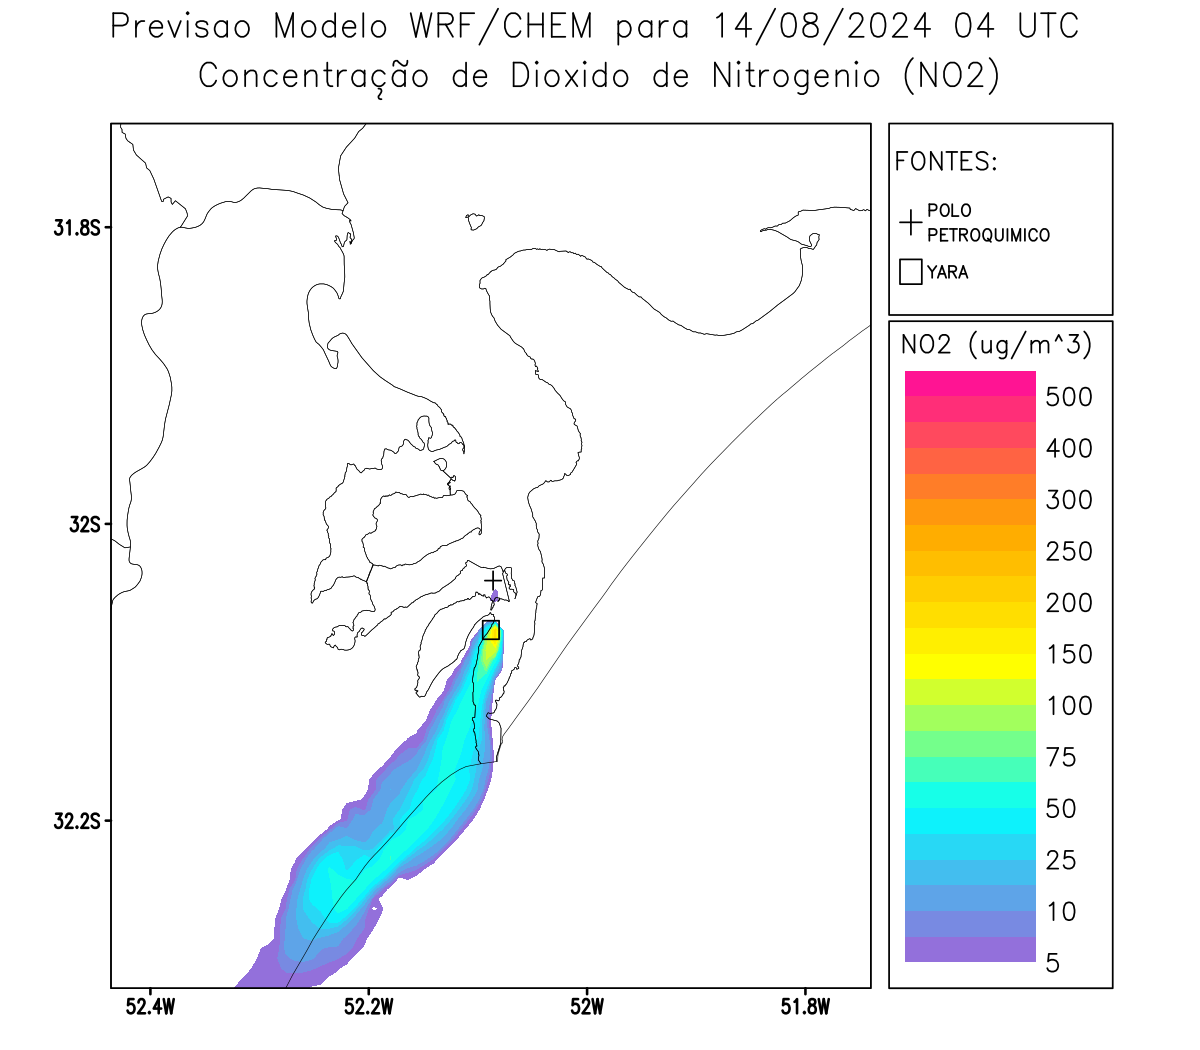 Previsao Modelo WRF/CHEM para 14/08/2024 04 UTC
Concentração de Dioxido de Nitrogenio (NO2)
FONTES:
POLO
PETROQUIMICO
YARA
NO2 (ug/m^3)
500
400
300
250
200
150
100
75
50
25
10
5
31.8S
32S
32.2S
52.4W
52.2W
52W
51.8W